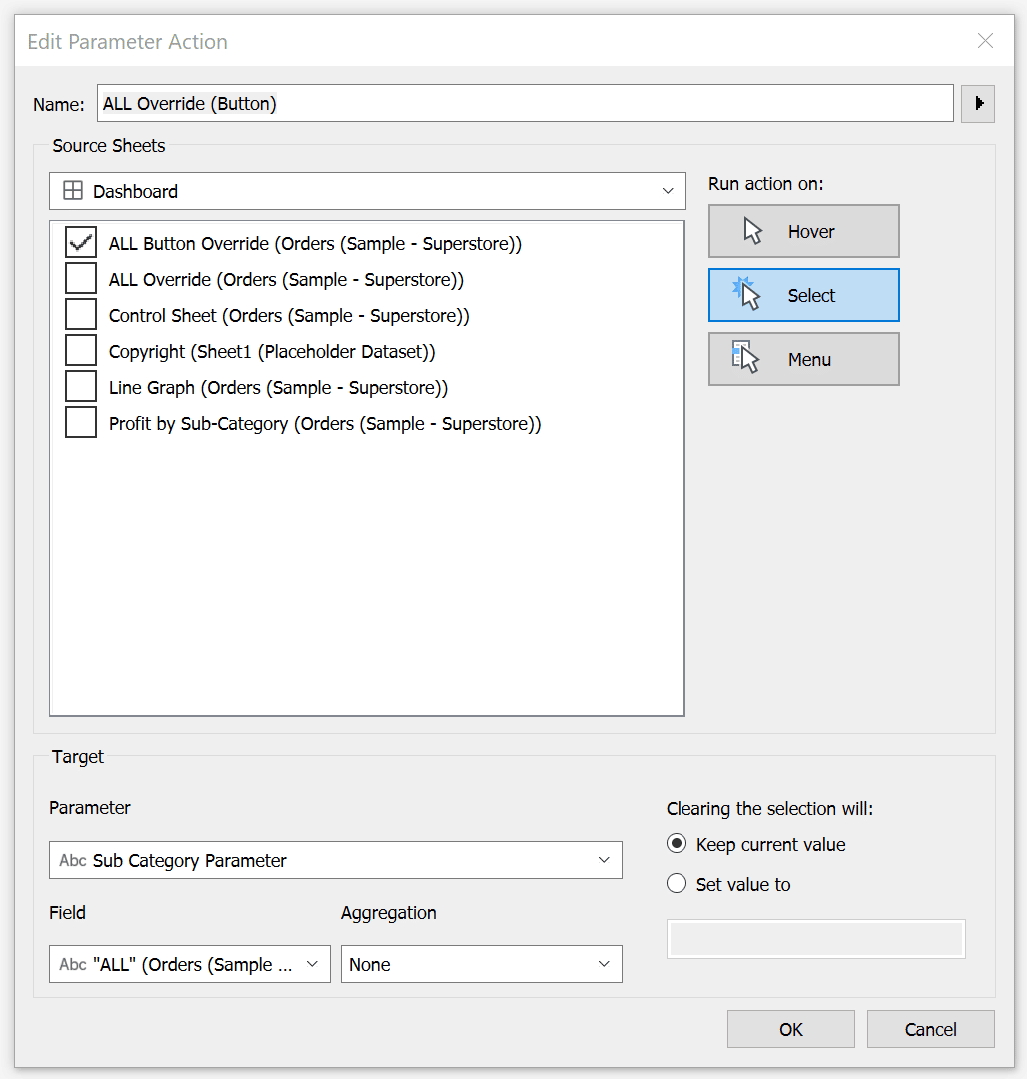 Edit Parameter Action
Name: ALL Override (Button)
Source Sheets
Dashboard
Run action on:
ALL Button Override (Orders (Sample - Superstore))
Hover
ALL Override (Orders (Sample - Superstore))
Select
Control Sheet (Orders (Sample - Superstore))
Copyright (Sheet1 (Placeholder Dataset))
Menu
Line Graph (Orders (Sample - Superstore))
Profit by Sub-Category (Orders (Sample - Superstore))
Target
Parameter
Clearing the selection will:
Abc Sub Category Parameter
Keep current value
Set value to
Field
Aggregation
Abc "ALL" (Orders (Sample ...
None
OK
Cancel